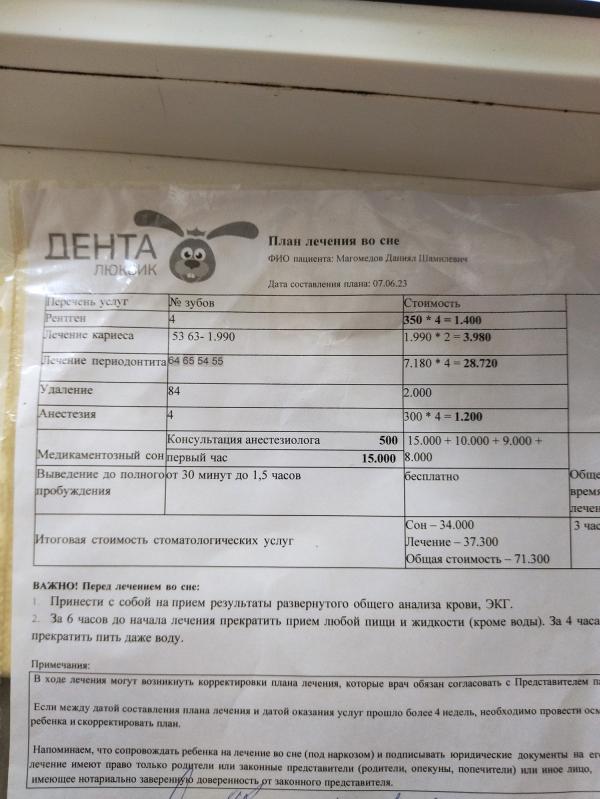 ДЕНТА
ЛЮКСИК
План лечения во сне
ФИО пациента: Магомедов Даниял Шамилевич
Дата составления плана: 07.06.23
Перечень услуг № зубов Стоимость
Рентген 4 350 * 4 = 1.400
Лечение кариеса 53 63- 1.990 1.990 * 2 = 3.980
Лечение периодонтита 64 65 54 55 7.180 * 4 = 28.720
Удаление 84 2.000
Анестезия 4 300 * 4 = 1.200
Консультация анестезиолога 500 15.000 + 10.000 + 9.000 +
Медикаментозный сон первый час 15.000 8.000
Выведение до полного от 30 минут до 1,5 часов бесплатно Обще
пробуждения время
лечен
Сон – 34.000 3 час
Итоговая стоимость стоматологических услуг Лечение – 37.300
Общая стоимость – 71.300
ВАЖНО! Перед лечением во сне:
1. Принести с собой на прием результаты развернутого общего анализа крови, ЭКГ.
2. За 6 часов до начала лечения прекратить прием любой пищи и жидкости (кроме воды). За 4 часа
прекратить пить даже воду.
Примечания:
В ходе лечения могут возникнуть корректировки плана лечения, которые врач обязан согласовать с Представителем па
Если между датой составления плана лечения и датой оказания услуг прошло более 4 недель, необходимо провести осм
ребенка и скорректировать план.
Напоминаем, что сопровождать ребенка на лечение во сне (под наркозом) и подписывать юридические документы на ег
лечение имеют право только родители или законные представители (родители, опекуны, попечители) или иное лицо,
имеющее нотариально заверенную доверенность от законного представителя.